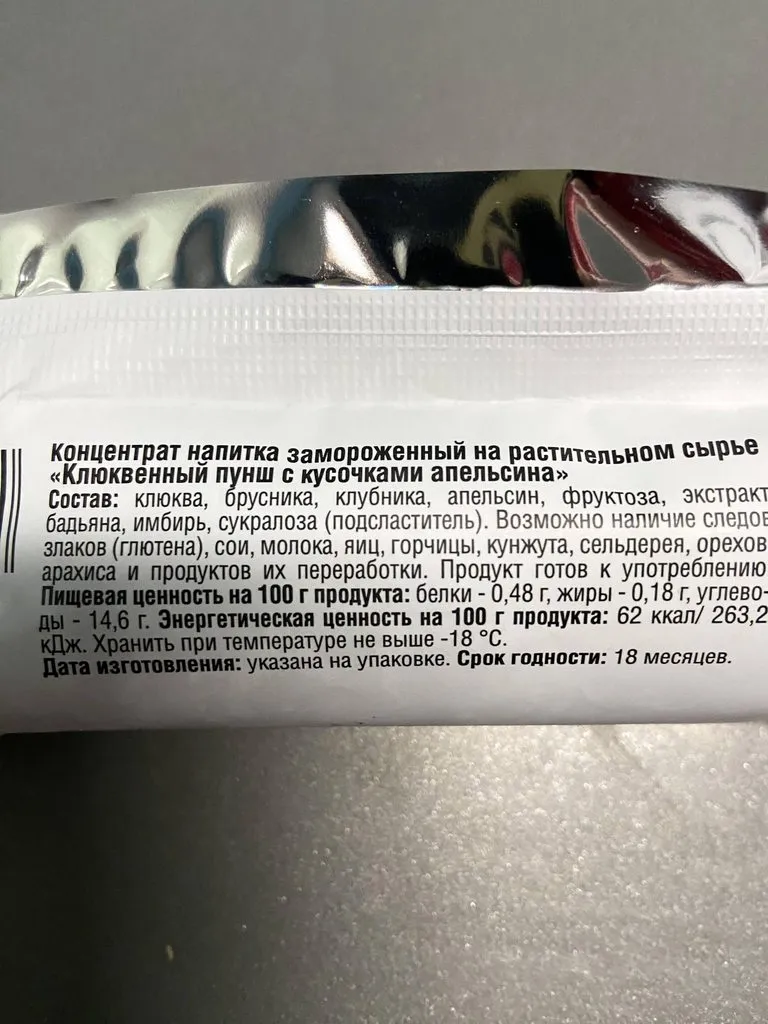 Концентрат напитка замороженный на растительном сырье
«Клюквенный пунш с кусочками апельсина»
Состав: клюква, брусника, клубника, апельсин, фруктоза, экстракт
бадьяна, имбирь, сукралоза (подсластитель). Возможно наличие следов
злаков (глютена), сои, молока, яиц, горчицы, кунжута, сельдерея, орехов
арахиса и продуктов их переработки. Продукт готов к употреблению
Пищевая ценность на 100 г продукта: белки - 0,48 г, жиры - 0,18 г, углево-
ды - 14,6 г. Энергетическая ценность на 100 г продукта: 62 ккал/ 263,2
кДж. Хранить при температуре не выше -18 °C.
Дата изготовления: указана на упаковке. Срок годности: 18 месяцев.